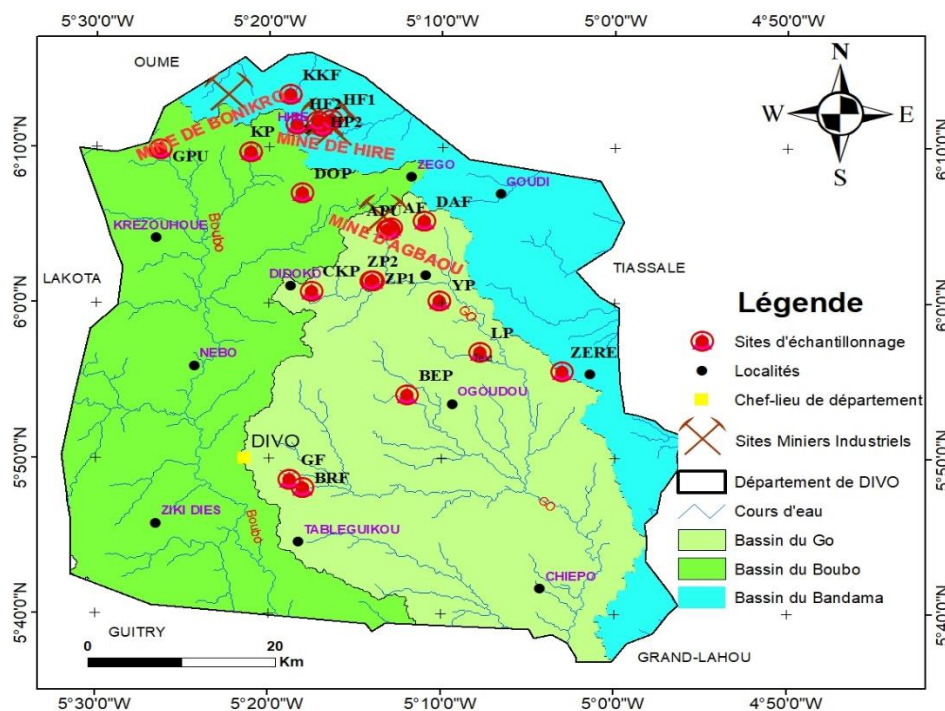 5°30'0"W 5°20'0"W 5°10'0"W 5°0'0"W 4°50'0"W
OUME
N
W E
S
KKF
HF2 HF1
HIRE
HP2
MINE DE BONIKRO
MINE DE HIRE
KP
GPU
6°10'0"N 6°10'0"N
ZEGO
GOUDI
DOP
APU AF DAF
MINE D'AGBAOU
KREZOUHOUE
Boubo
LAKOTA
TIASSALE
DIDOKO CKP ZP2
ZP1
YP
GO
6°0'0"N 6°0'0"N
Légende
LP
ZERE
NEBO
BEP
OGOUDOU
Sites d'échantillonnage
Localités
Chef-lieu de département
Sites Miniers Industriels
Département de DIVO
Cours d'eau
Bassin du Go
Bassin du Boubo
Bassin du Bandama
DIVO
5°50'0"N 5°50'0"N
GF
BRF
GO
ZIKI DIES
Boubo
TABLEGUIKOU
CHIEPO
5°40'0"N 5°40'0"N
GUITRY
GRAND-LAHOU
0 20
Km
5°30'0"W 5°20'0"W 5°10'0"W 5°0'0"W 4°50'0"W